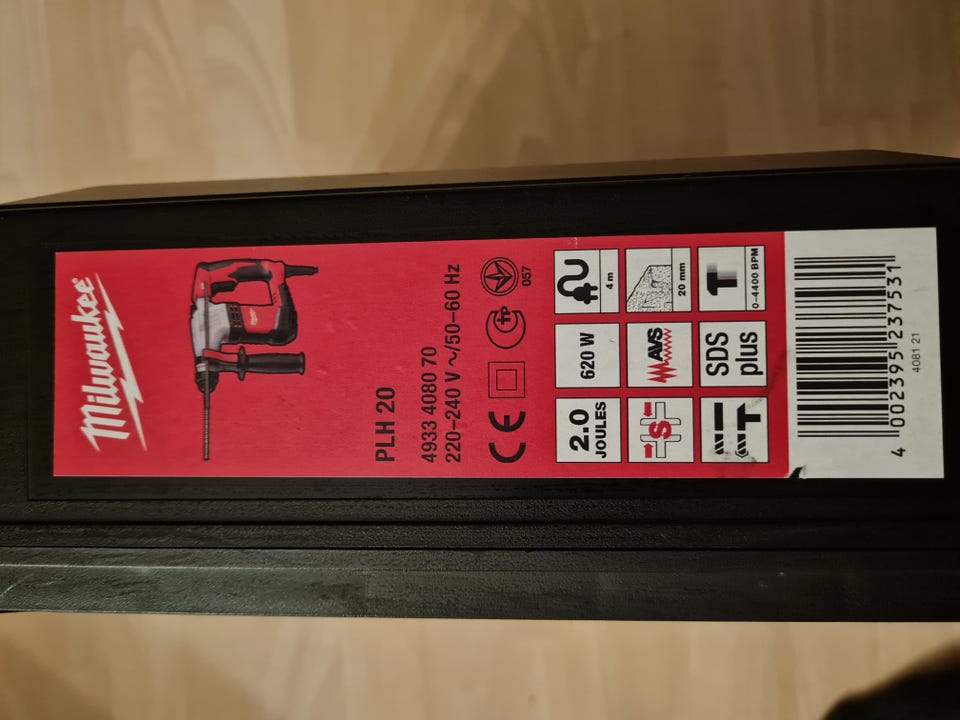 Milwaukee
PLH 20
4933 4080 70
220–240 V ~/50–60 Hz
CE
057
2.0
JOULES
620 W
4 m
S
AVS
20 mm
SDS
plus
0–4400 BPM
4 002395 237531
4081 21